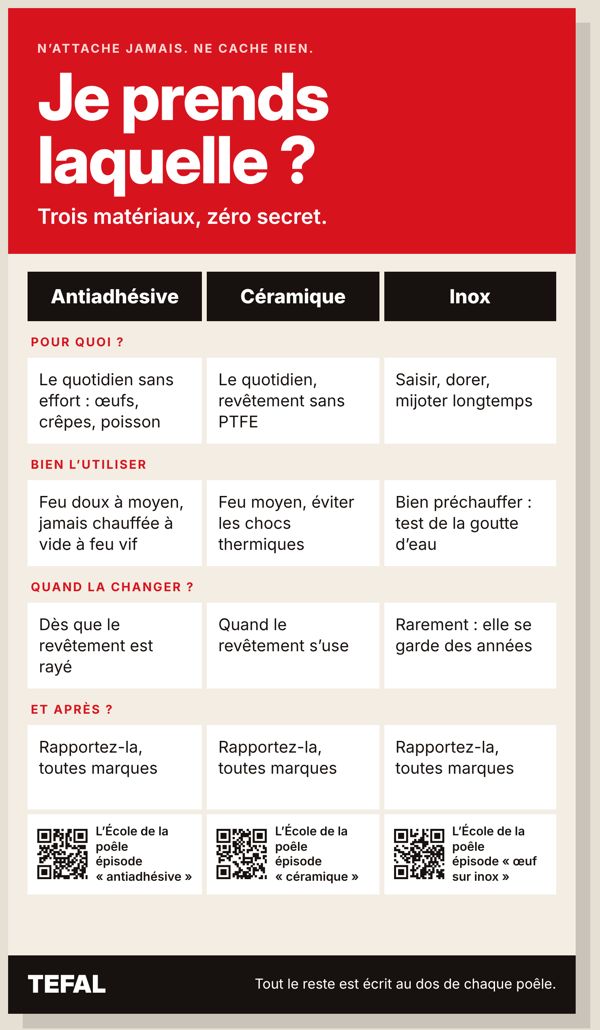 N’ATTACHE JAMAIS. NE CACHE RIEN.
Je prends
laquelle ?
Trois matériaux, zéro secret.
Antiadhésive
Céramique
Inox
POUR QUOI ?
Le quotidien sans
effort : œufs,
crêpes, poisson
Le quotidien,
revêtement sans
PTFE
Saisir, dorer,
mijoter longtemps
BIEN L’UTILISER
Feu doux à moyen,
jamais chauffée à
vide à feu vif
Feu moyen, éviter
les chocs
thermiques
Bien préchauffer :
test de la goutte
d’eau
QUAND LA CHANGER ?
Dès que le
revêtement est
rayé
Quand le
revêtement s’use
Rarement : elle se
garde des années
ET APRÈS ?
Rapportez-la,
toutes marques
Rapportez-la,
toutes marques
Rapportez-la,
toutes marques
L’École de la
poêle
épisode
« antiadhésive »
L’École de la
poêle
épisode
« céramique »
L’École de la
poêle
épisode « œuf
sur inox »
TEFAL
Tout le reste est écrit au dos de chaque poêle.